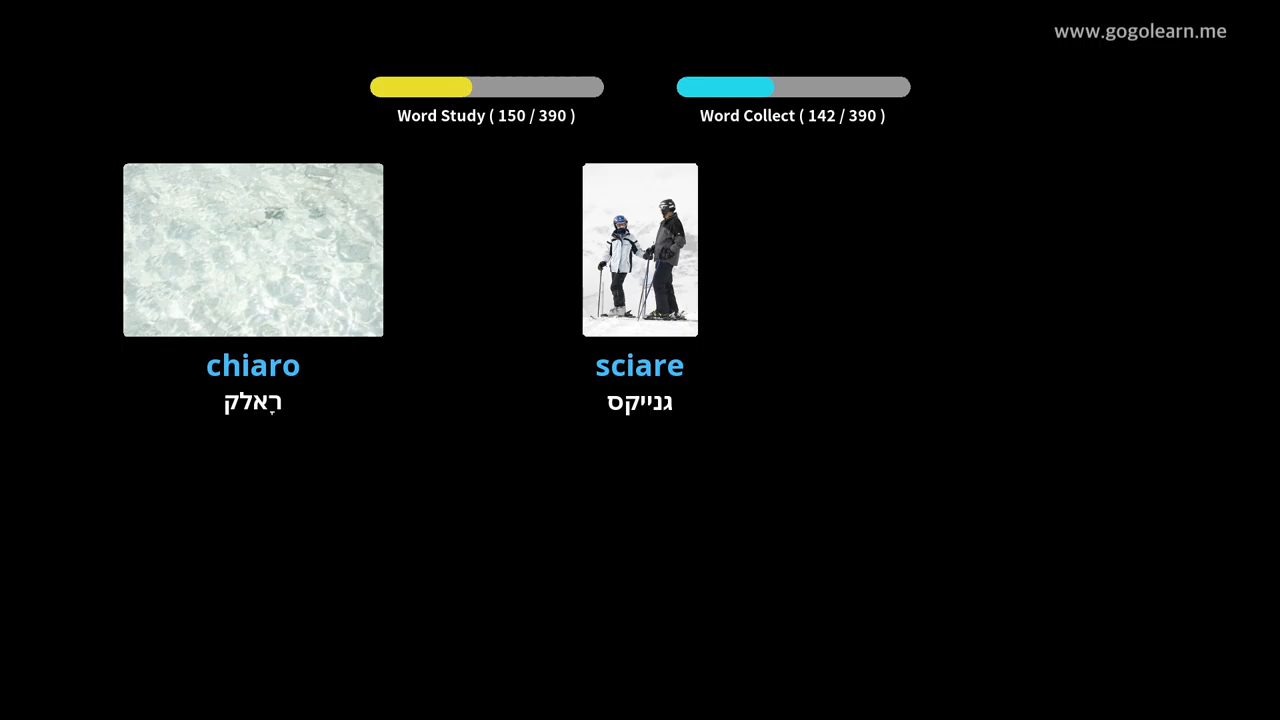 www.gogolearn.me
Word Study ( 150 / 390 )
Word Collect ( 142 / 390 )
chiaro
רָאלק
sciare
גנייקס